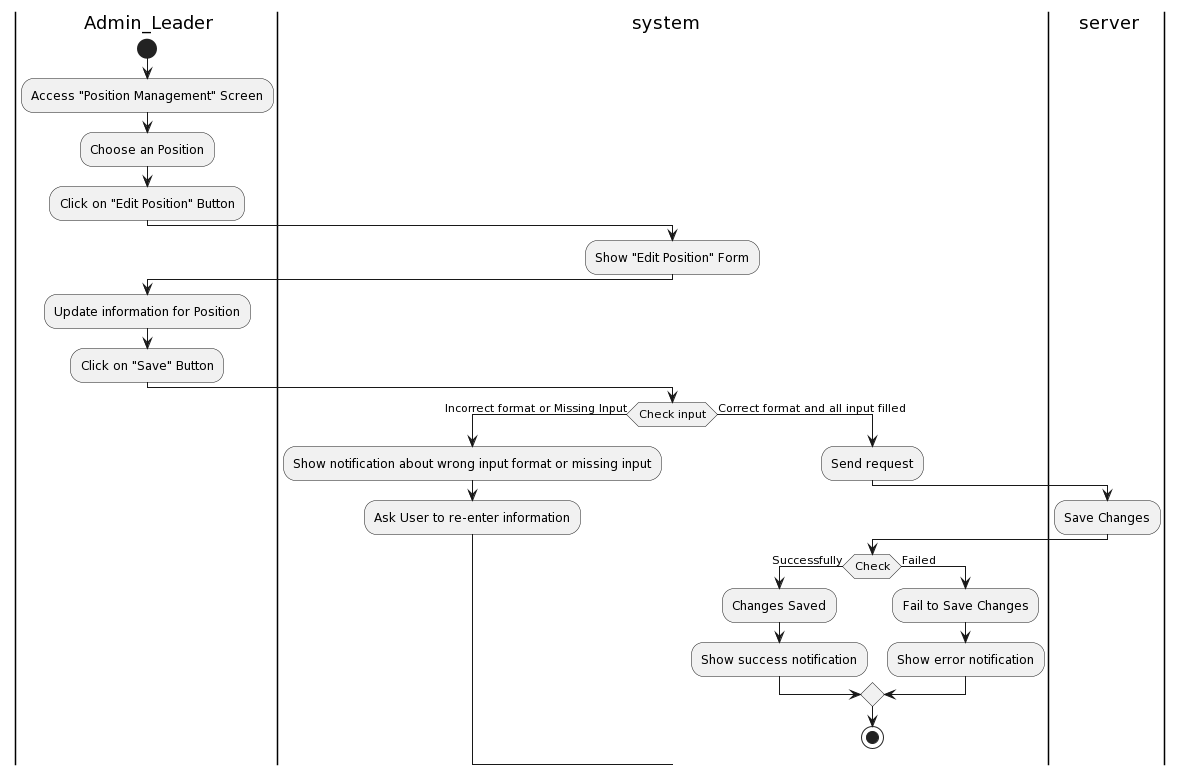 Admin_Leader
system
server
Access "Position Management" Screen
Choose an Position
Click on "Edit Position" Button
Show "Edit Position" Form
Update information for Position
Click on "Save" Button
Incorrect format or Missing Input
Check input
Correct format and all input filled
Show notification about wrong input format or missing input
Send request
Ask User to re-enter information
Save Changes
Successfully
Check
Failed
Changes Saved
Fail to Save Changes
Show success notification
Show error notification